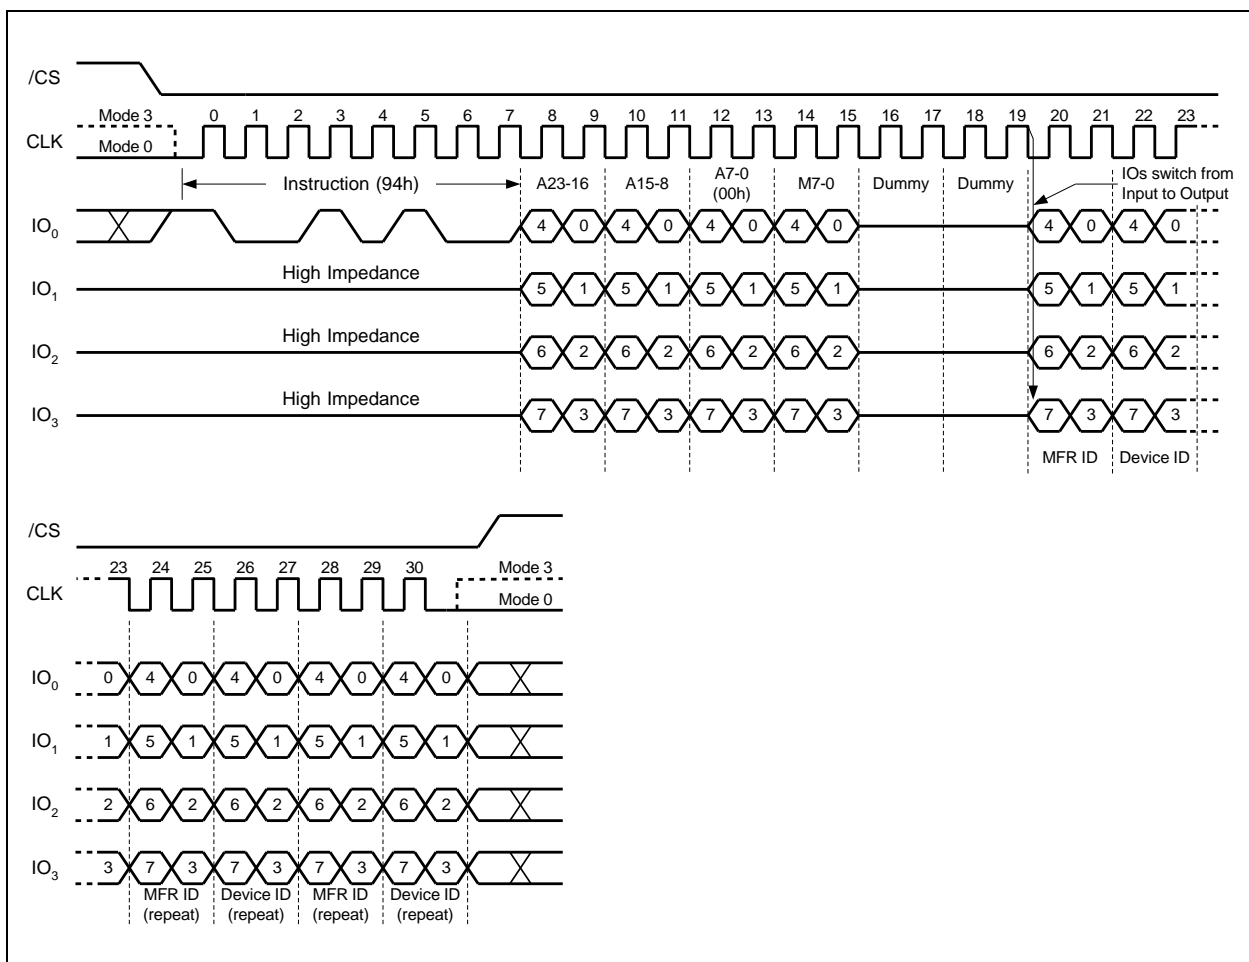 /CS
Mode 3 0 1 2 3 4 5 6 7 8 9 10 11 12 13 14 15 16 17 18 19 20 21 22 23
CLK Mode 0
Instruction (94h) A23-16 A15-8 A7-0 (00h) M7-0 Dummy Dummy IOs switch from Input to Output
IO0 4 0 4 0 4 0 4 0 4 0 4 0
High Impedance
IO1 5 1 5 1 5 1 5 1 5 1 5 1
High Impedance
IO2 6 2 6 2 6 2 6 2 6 2 6 2
High Impedance
IO3 7 3 7 3 7 3 7 3 7 3 7 3
MFR ID Device ID
/CS
23 24 25 26 27 28 29 30 Mode 3
CLK Mode 0
IO0 0 4 0 4 0 4 0 4 0
IO1 1 5 1 5 1 5 1 5 1
IO2 2 6 2 6 2 6 2 6 2
IO3 3 7 3 7 3 7 3 7 3
MFR ID Device ID MFR ID Device ID
(repeat) (repeat) (repeat) (repeat)